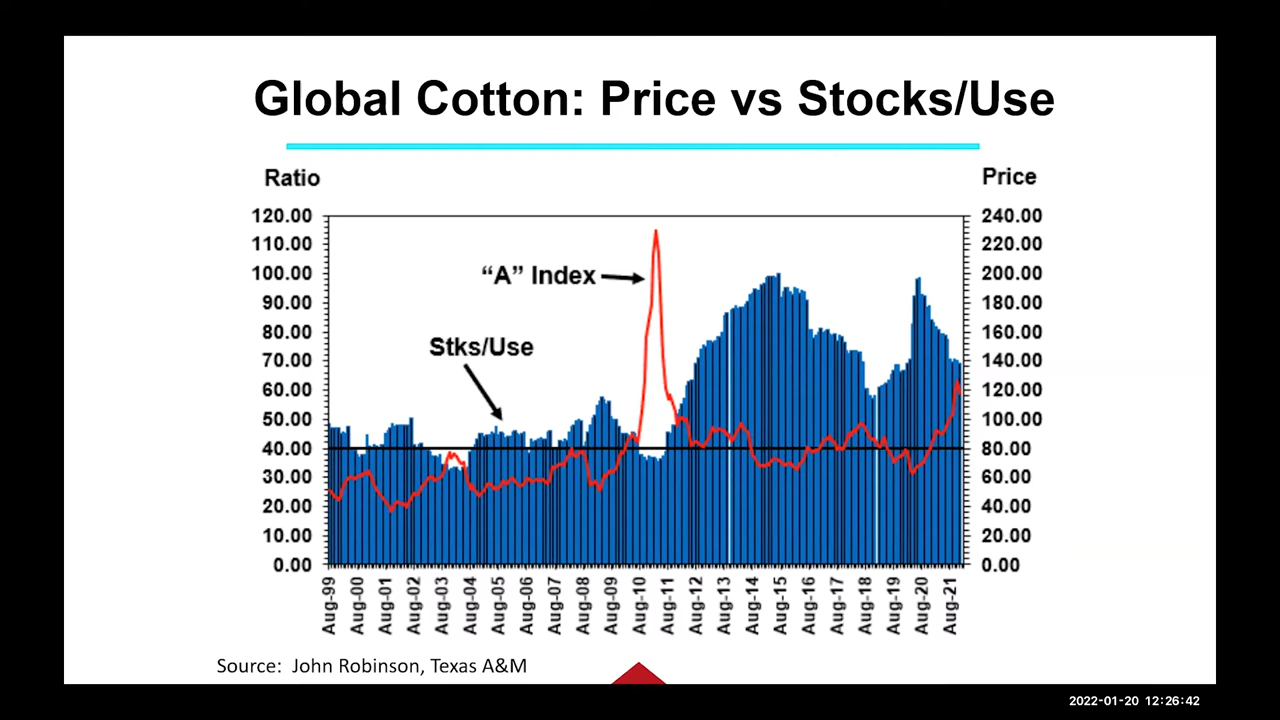 Global Cotton: Price vs Stocks/Use
Ratio
Price
120.00
110.00
100.00
90.00
80.00
70.00
60.00
50.00
40.00
30.00
20.00
10.00
0.00
“A” Index
Stks/Use
240.00
220.00
200.00
180.00
160.00
140.00
120.00
100.00
80.00
60.00
40.00
20.00
0.00
Aug-99
Aug-00
Aug-01
Aug-02
Aug-03
Aug-04
Aug-05
Aug-06
Aug-07
Aug-08
Aug-09
Aug-10
Aug-11
Aug-12
Aug-13
Aug-14
Aug-15
Aug-16
Aug-17
Aug-18
Aug-19
Aug-20
Aug-21
Source: John Robinson, Texas A&M
2022-01-20 12:26:42